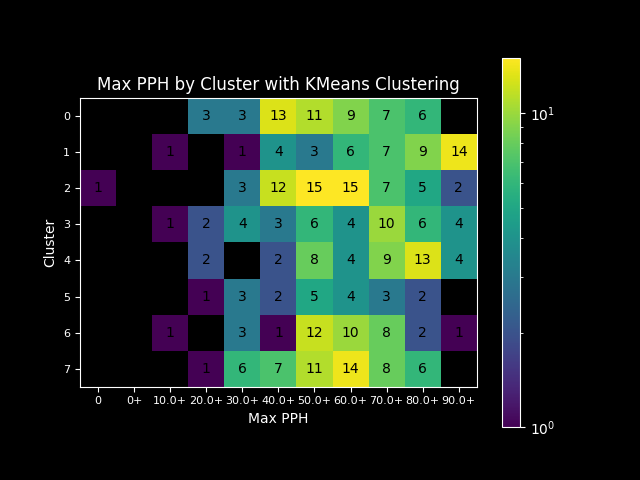 Max PPH by Cluster with KMeans Clustering
0 3 3 13 11 9 7 6
1 1 1 4 3 6 7 9 14
2 1 3 12 15 15 7 5 2
3 1 2 4 3 6 4 10 6 4
4 2 2 8 4 9 13 4
5 1 3 2 5 4 3 2
6 1 3 1 12 10 8 2 1
7 1 6 7 11 14 8 6
0 0+ 10.0+ 20.0+ 30.0+ 40.0+ 50.0+ 60.0+ 70.0+ 80.0+ 90.0+
Max PPH
Cluster
10¹
10⁰